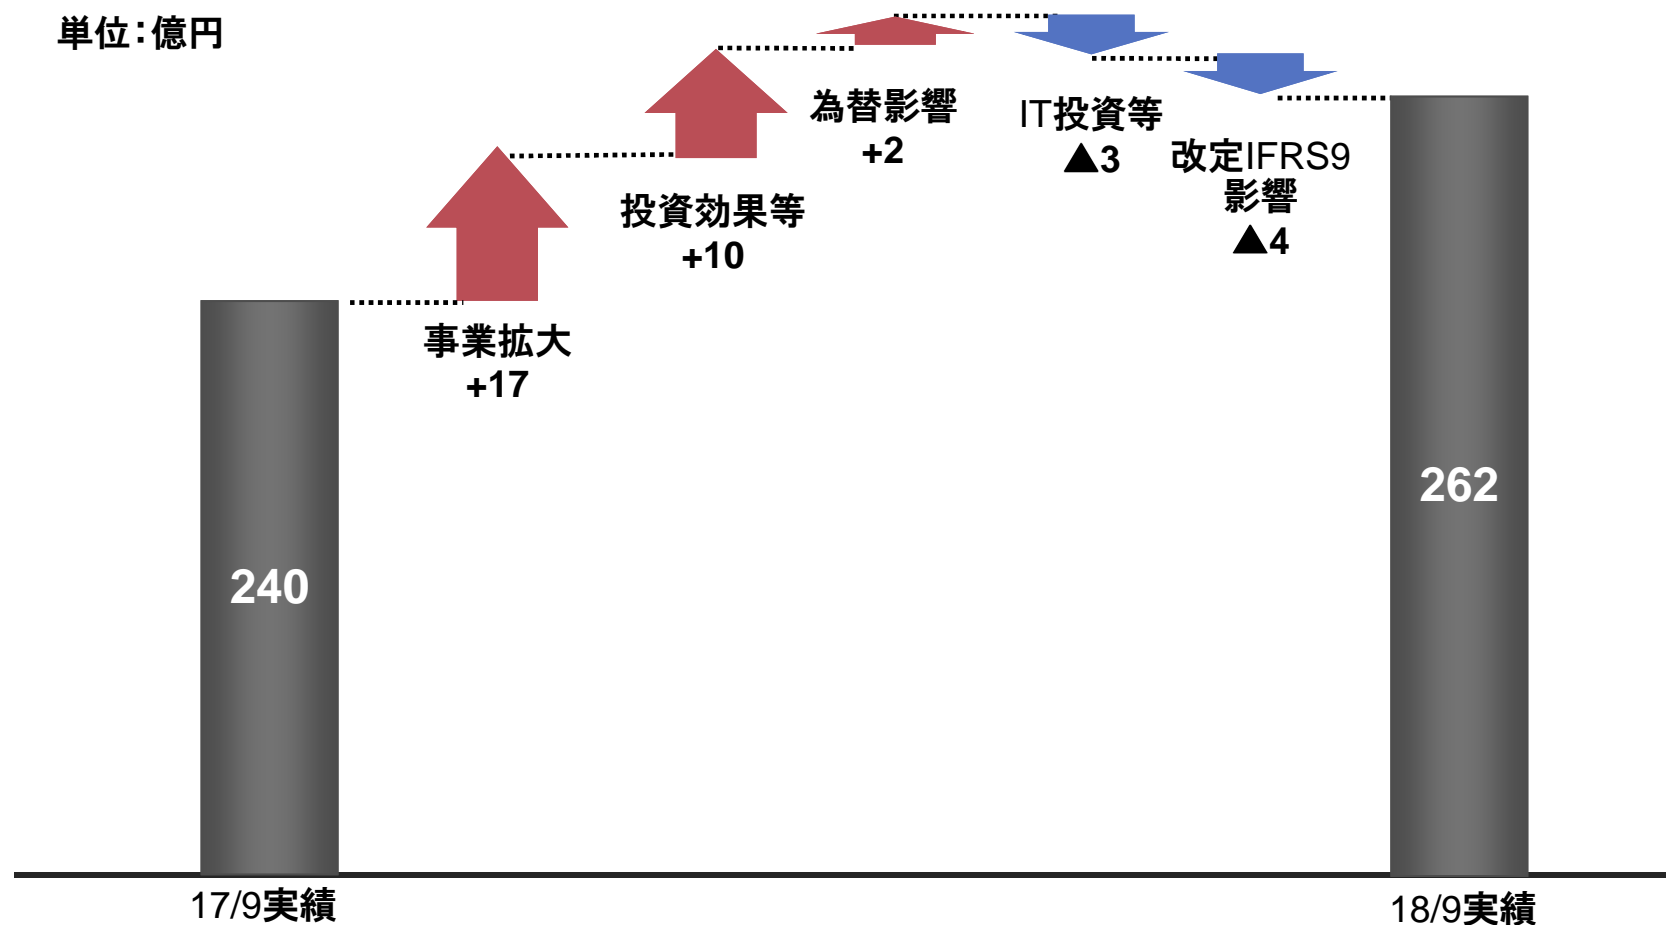 単位：億円
為替影響
+2
IT投資等
▲3
改定IFRS9
影響
▲4
投資効果等
+10
事業拡大
+17
240
262
17/9実績
18/9実績